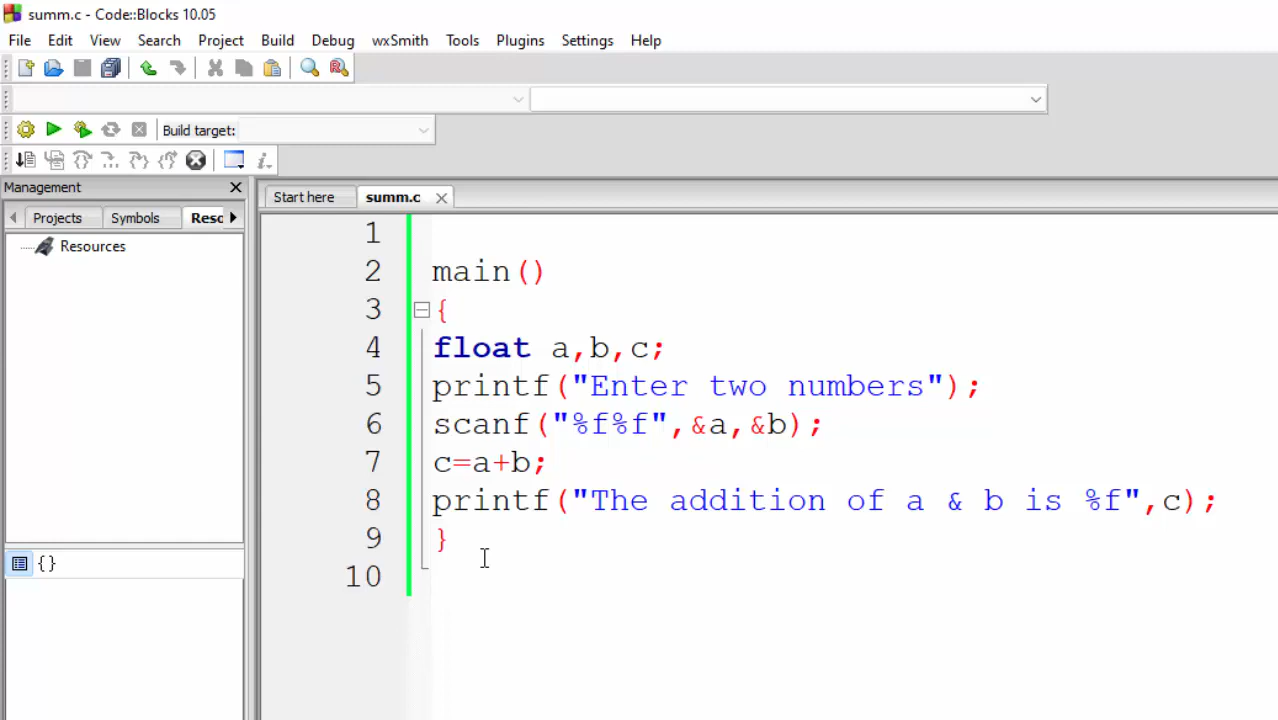 summ.c - Code::Blocks 10.05
File Edit View Search Project Build Debug wxSmith Tools Plugins Settings Help
Build target:
Management
Start here summ.c
Projects Symbols Resc
Resources
{}
1
2 main()
3 {
4 float a,b,c;
5 printf("Enter two numbers");
6 scanf("%f%f",&a,&b);
7 c=a+b;
8 printf("The addition of a & b is %f",c);
9 }
10